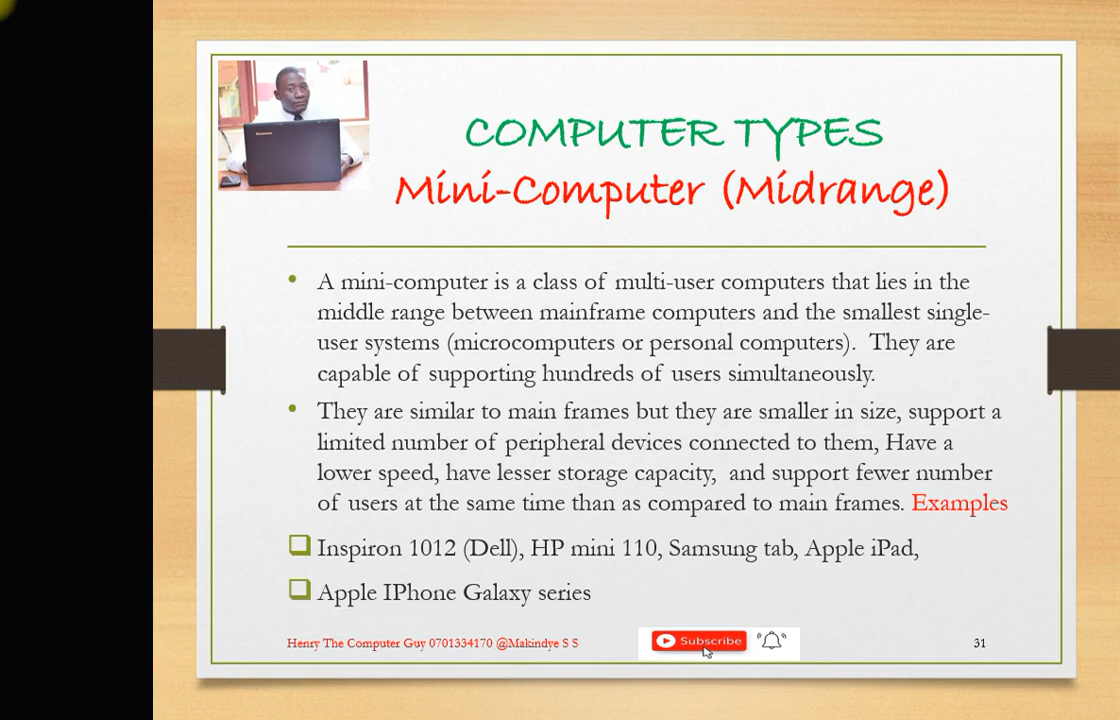 COMPUTER TYPES
Mini-Computer (Midrange)
• A mini-computer is a class of multi-user computers that lies in the
middle range between mainframe computers and the smallest single-
user systems (microcomputers or personal computers). They are
capable of supporting hundreds of users simultaneously.
• They are similar to main frames but they are smaller in size, support a
limited number of peripheral devices connected to them, Have a
lower speed, have lesser storage capacity, and support fewer number
of users at the same time than as compared to main frames. Examples
❑ Inspiron 1012 (Dell), HP mini 110, Samsung tab, Apple iPad,
❑ Apple IPhone Galaxy series
Henry The Computer Guy 0701334170 @Makindye S S
Subscribe
31